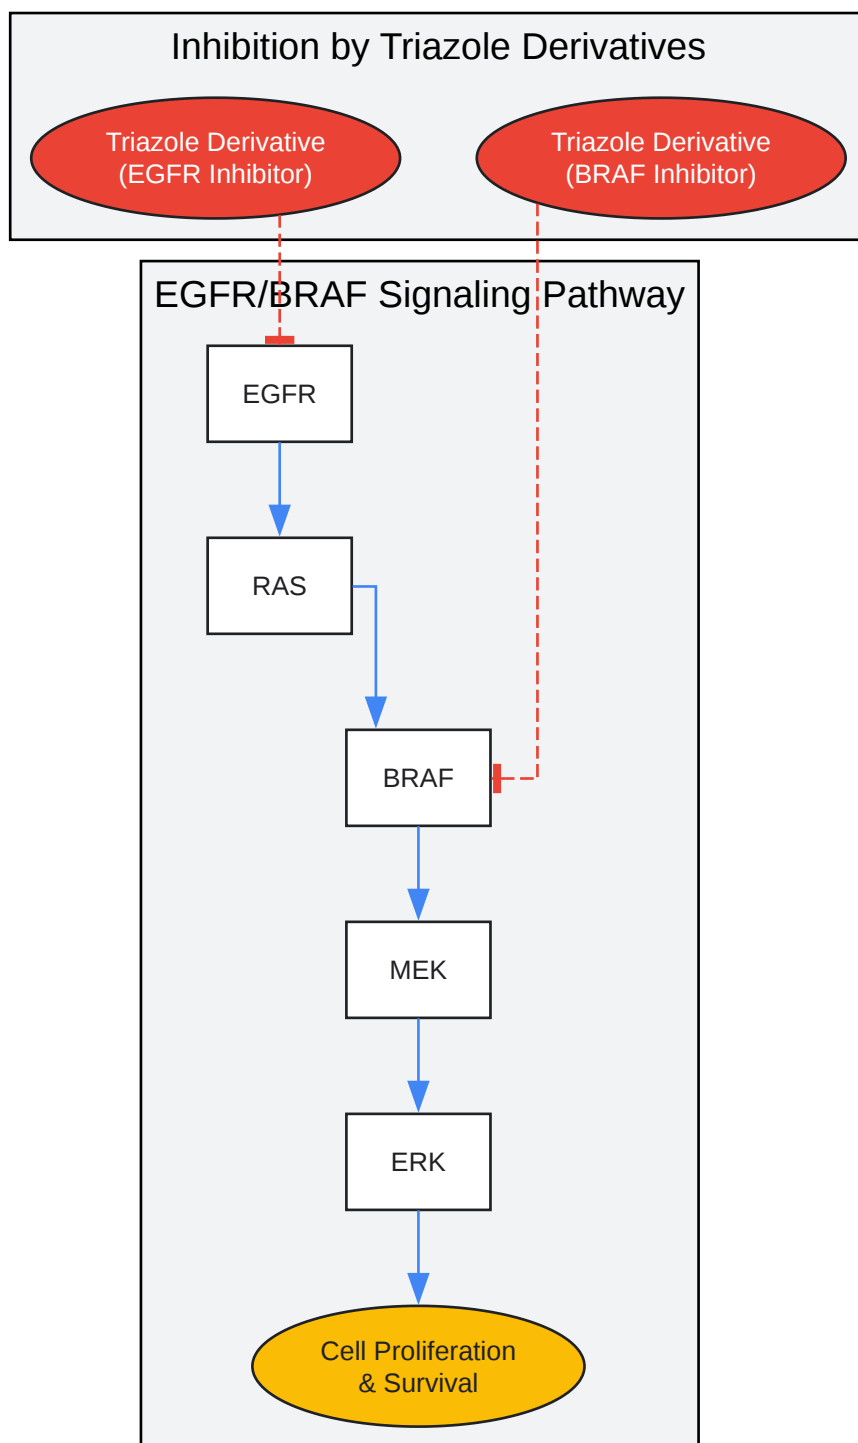 Inhibition by Triazole Derivatives
Triazole Derivative
(EGFR Inhibitor)
Triazole Derivative
(BRAF Inhibitor)
EGFR/BRAF Signaling Pathway
EGFR
RAS
BRAF
MEK
ERK
Cell Proliferation
& Survival